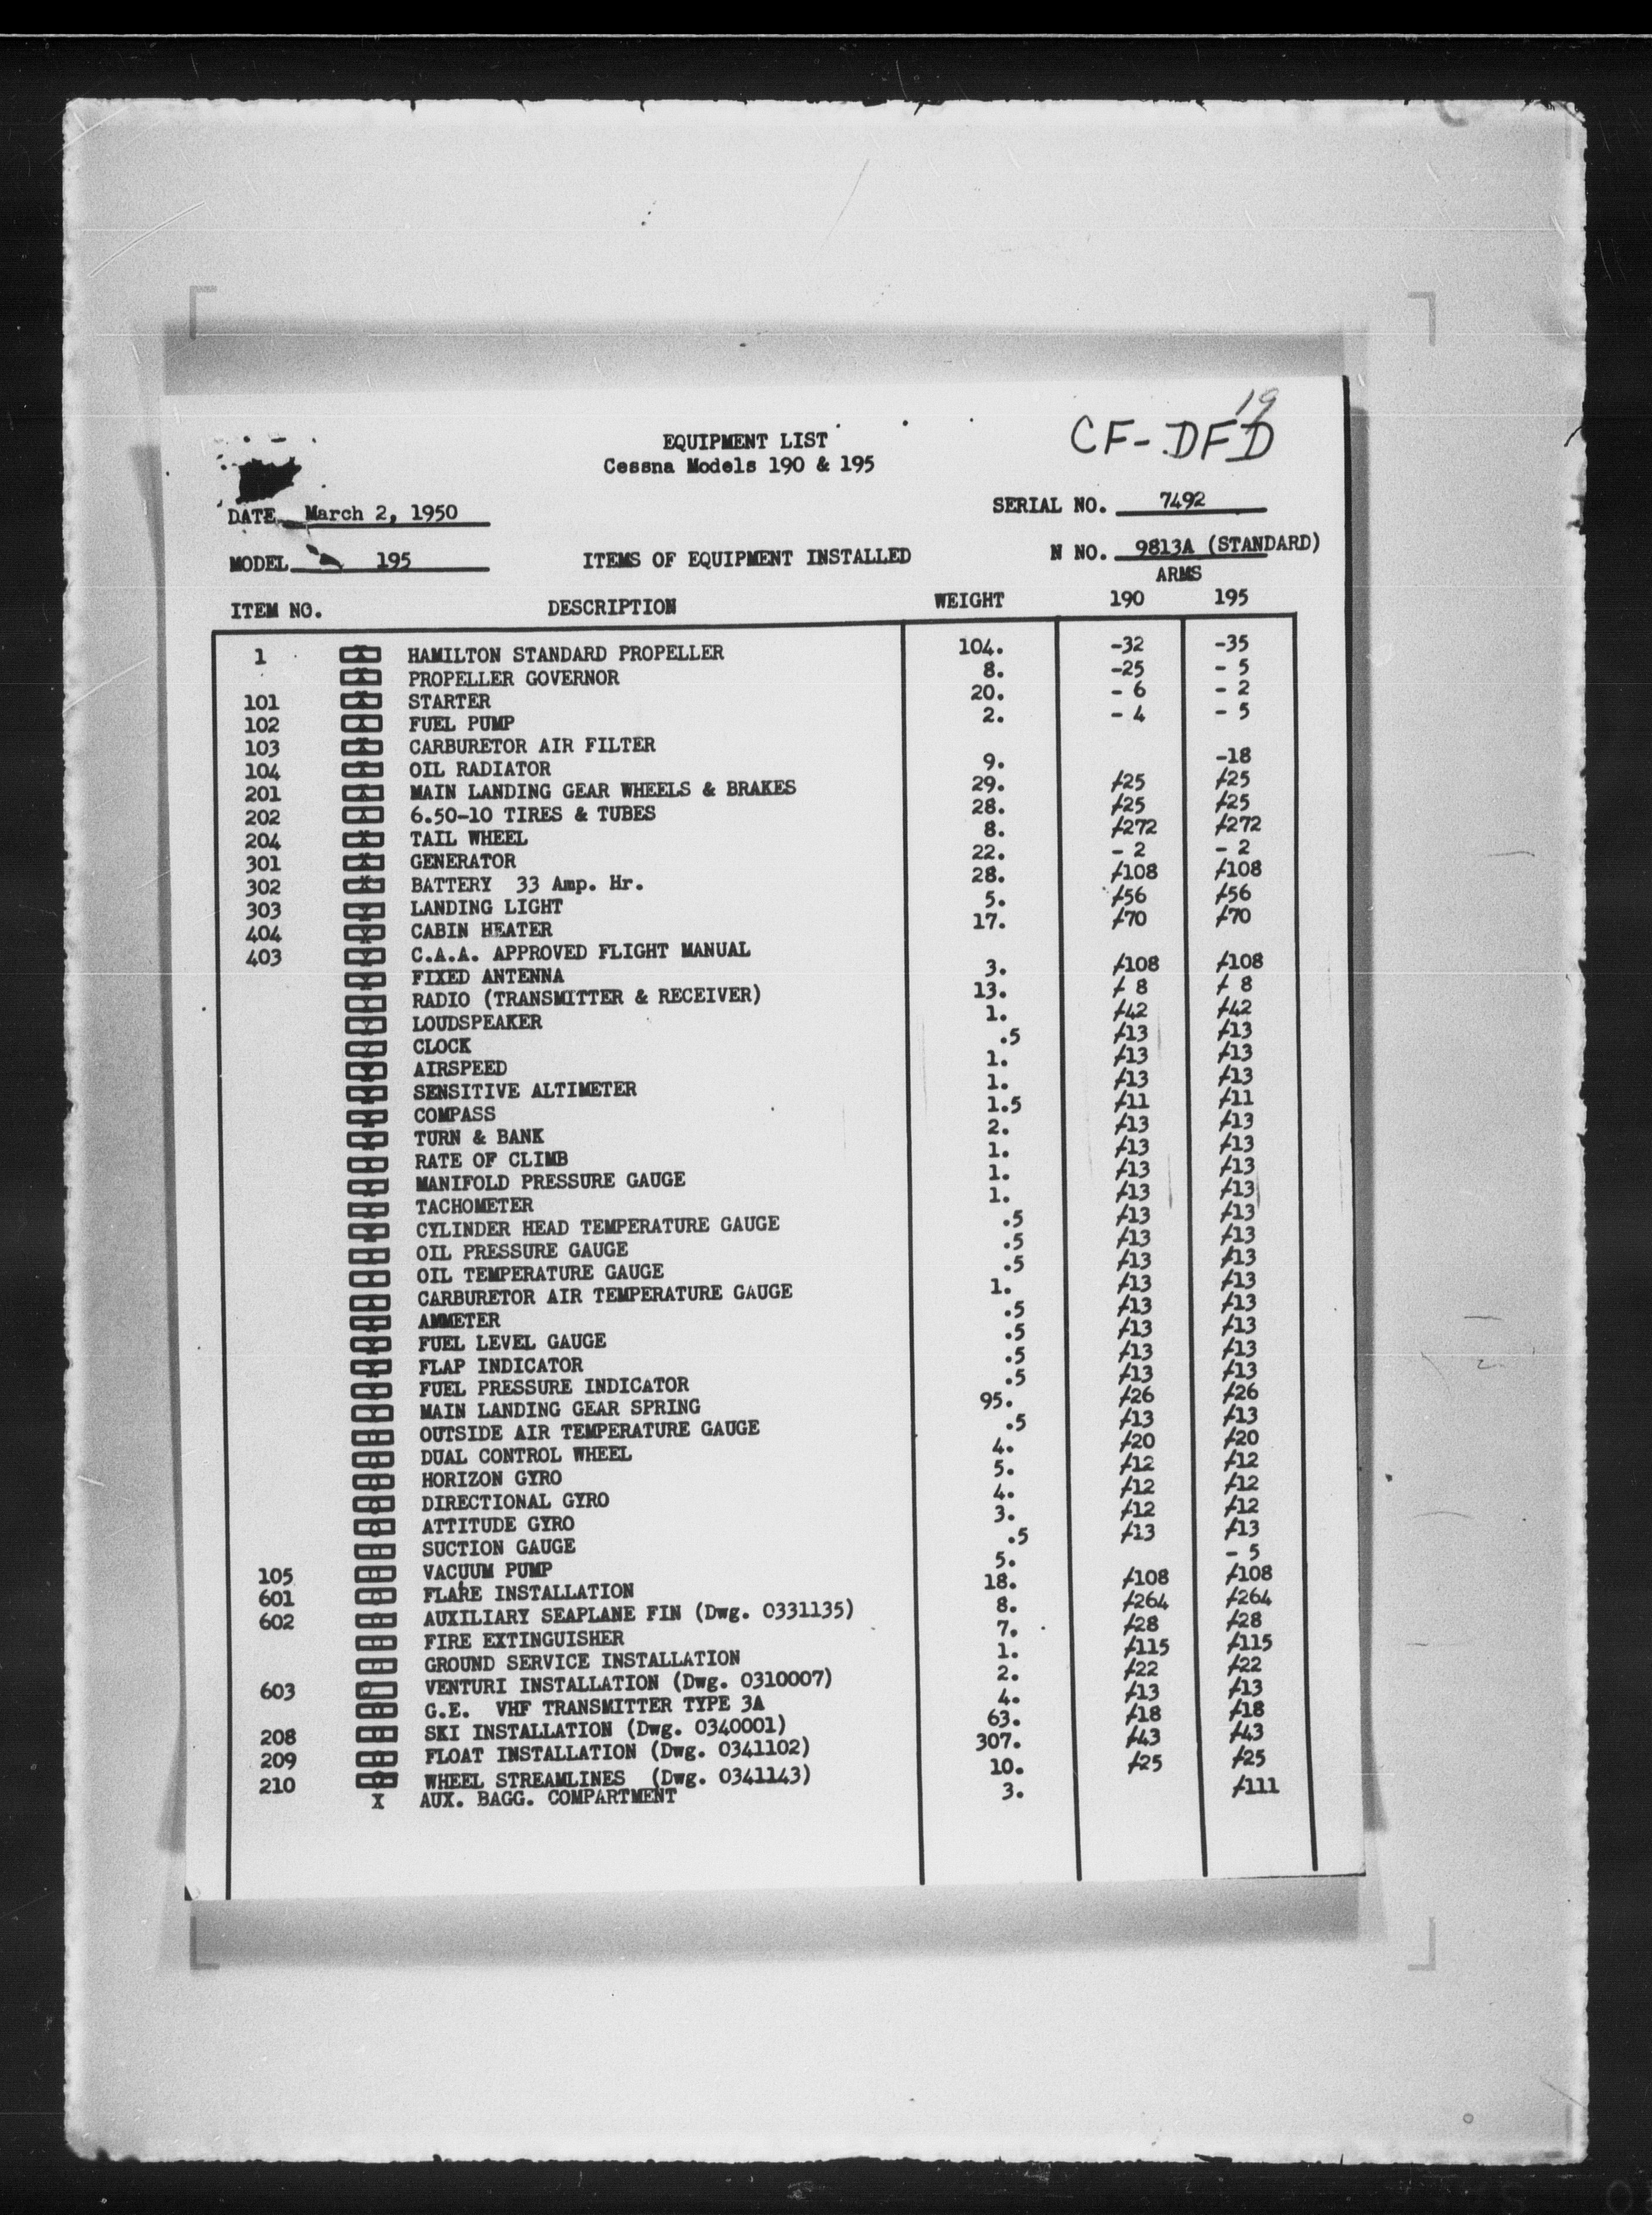 19
CF-DFD
EQUIPMENT LIST
Cessna Models 190 & 195
DATE March 2, 1950 SERIAL NO. 7492
MODEL 195 ITEMS OF EQUIPMENT INSTALLED N NO. 9813A (STANDARD)
ARMS
ITEM NO. DESCRIPTION WEIGHT 190 195
1 X HAMILTON STANDARD PROPELLER 104. -32 -35
X PROPELLER GOVERNOR 8. -25 - 5
101 X STARTER 20. - 6 - 2
102 X FUEL PUMP 2. - 4 - 5
103 X CARBURETOR AIR FILTER
104 X OIL RADIATOR 9. -18
201 X MAIN LANDING GEAR WHEELS & BRAKES 29. ≠25 ≠25
202 X 6.50-10 TIRES & TUBES 28. ≠25 ≠25
204 X TAIL WHEEL 8. ≠272 ≠272
301 X GENERATOR 22. - 2 - 2
302 X BATTERY 33 Amp. Hr. 28. ≠108 ≠108
303 X LANDING LIGHT 5. ≠56 ≠56
404 X CABIN HEATER 17. ≠70 ≠70
403 X C.A.A. APPROVED FLIGHT MANUAL
X FIXED ANTENNA 3. ≠108 ≠108
X RADIO (TRANSMITTER & RECEIVER) 13. ≠ 8 ≠ 8
X LOUDSPEAKER 1. ≠42 ≠42
X CLOCK .5 ≠13 ≠13
X AIRSPEED 1. ≠13 ≠13
X SENSITIVE ALTIMETER 1. ≠13 ≠13
X COMPASS 1.5 ≠11 ≠11
X TURN & BANK 2. ≠13 ≠13
X RATE OF CLIMB 1. ≠13 ≠13
X MANIFOLD PRESSURE GAUGE 1. ≠13 ≠13
X TACHOMETER 1. ≠13 ≠13
X CYLINDER HEAD TEMPERATURE GAUGE .5 ≠13 ≠13
OIL PRESSURE GAUGE .5 ≠13 ≠13
OIL TEMPERATURE GAUGE .5 ≠13 ≠13
CARBURETOR AIR TEMPERATURE GAUGE 1. ≠13 ≠13
X AMMETER .5 ≠13 ≠13
X FUEL LEVEL GAUGE .5 ≠13 ≠13
X FLAP INDICATOR .5 ≠13 ≠13
FUEL PRESSURE INDICATOR .5 ≠13 ≠13
MAIN LANDING GEAR SPRING 95. ≠26 ≠26
OUTSIDE AIR TEMPERATURE GAUGE .5 ≠13 ≠13
DUAL CONTROL WHEEL 4. ≠20 ≠20
HORIZON GYRO 5. ≠12 ≠12
DIRECTIONAL GYRO 4. ≠12 ≠12
ATTITUDE GYRO 3. ≠12 ≠12
SUCTION GAUGE .5 ≠13 ≠13
105 VACUUM PUMP 5. - 5
601 FLARE INSTALLATION 18. ≠108 ≠108
602 AUXILIARY SEAPLANE FIN (Dwg. 0331135) 8. ≠264 ≠264
FIRE EXTINGUISHER 7. ≠28 ≠28
GROUND SERVICE INSTALLATION 1. ≠115 ≠115
603 VENTURI INSTALLATION (Dwg. 0310007) 2. ≠22 ≠22
G.E. VHF TRANSMITTER TYPE 3A 4. ≠13 ≠13
208 SKI INSTALLATION (Dwg. 0340001) 63. ≠18 ≠18
209 FLOAT INSTALLATION (Dwg. 0341102) 307. ≠43 ≠43
210 WHEEL STREAMLINES (Dwg. 0341143) 10. ≠25 ≠25
X AUX. BAGG. COMPARTMENT 3. ≠111